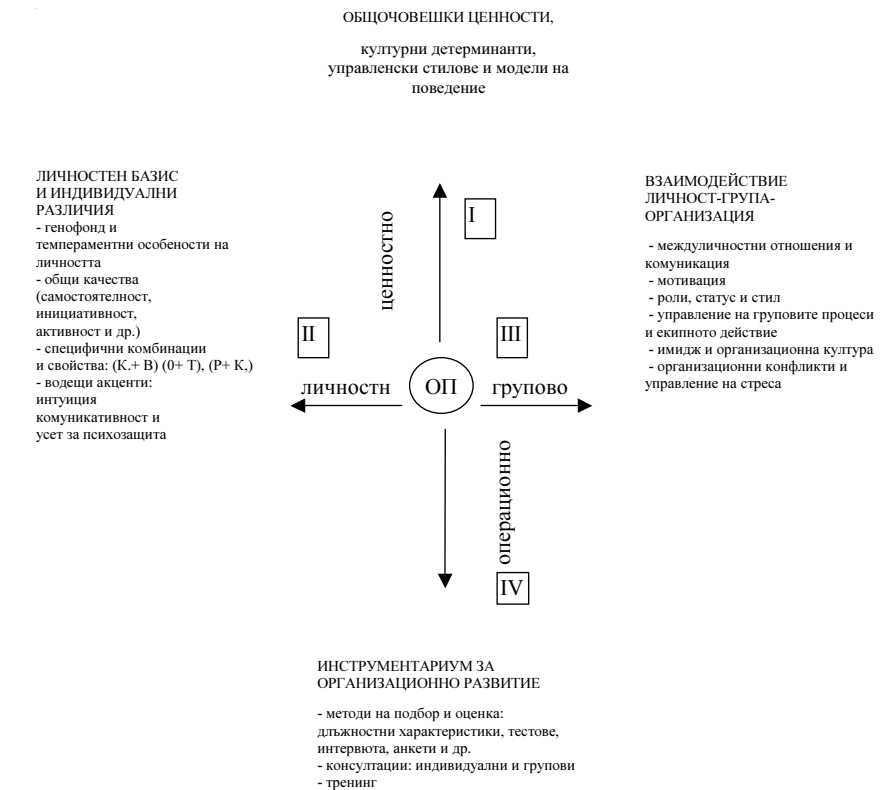 ОБЩОЧОВЕШКИ ЦЕННОСТИ,
културни детерминанти,
управленски стилове и модели на
поведение
ЛИЧНОСТЕН БАЗИС
И ИНДИВИДУАЛНИ
РАЗЛИЧИЯ
- генофонд и
темпераментни особености на
личността
- общи качества
(самостоятелност,
инициативност,
активност и др.)
- специфични комбинации
и свойства: (К.+ В) (0+ Т), (Р+ К,)
- водещи акценти:
интуиция
комуникативност и
усет за психозащита
ценностно
I
II
III
личностн
ОП
групово
операционно
IV
ВЗАИМОДЕЙСТВИЕ
ЛИЧНОСТ-ГРУПА-
ОРГАНИЗАЦИЯ
- междуличностни отношения и
комуникация
- мотивация
- роли, статус и стил
- управление на груповите процеси
и екипното действие
- имидж и организационна култура
- организационни конфликти и
управление на стреса
ИНСТРУМЕНТАРИУМ ЗА
ОРГАНИЗАЦИОННО РАЗВИТИЕ
- методи на подбор и оценка:
длъжностни характеристики, тестове,
интервюта, анкети и др.
- консултации: индивидуални и групови
- тренинг